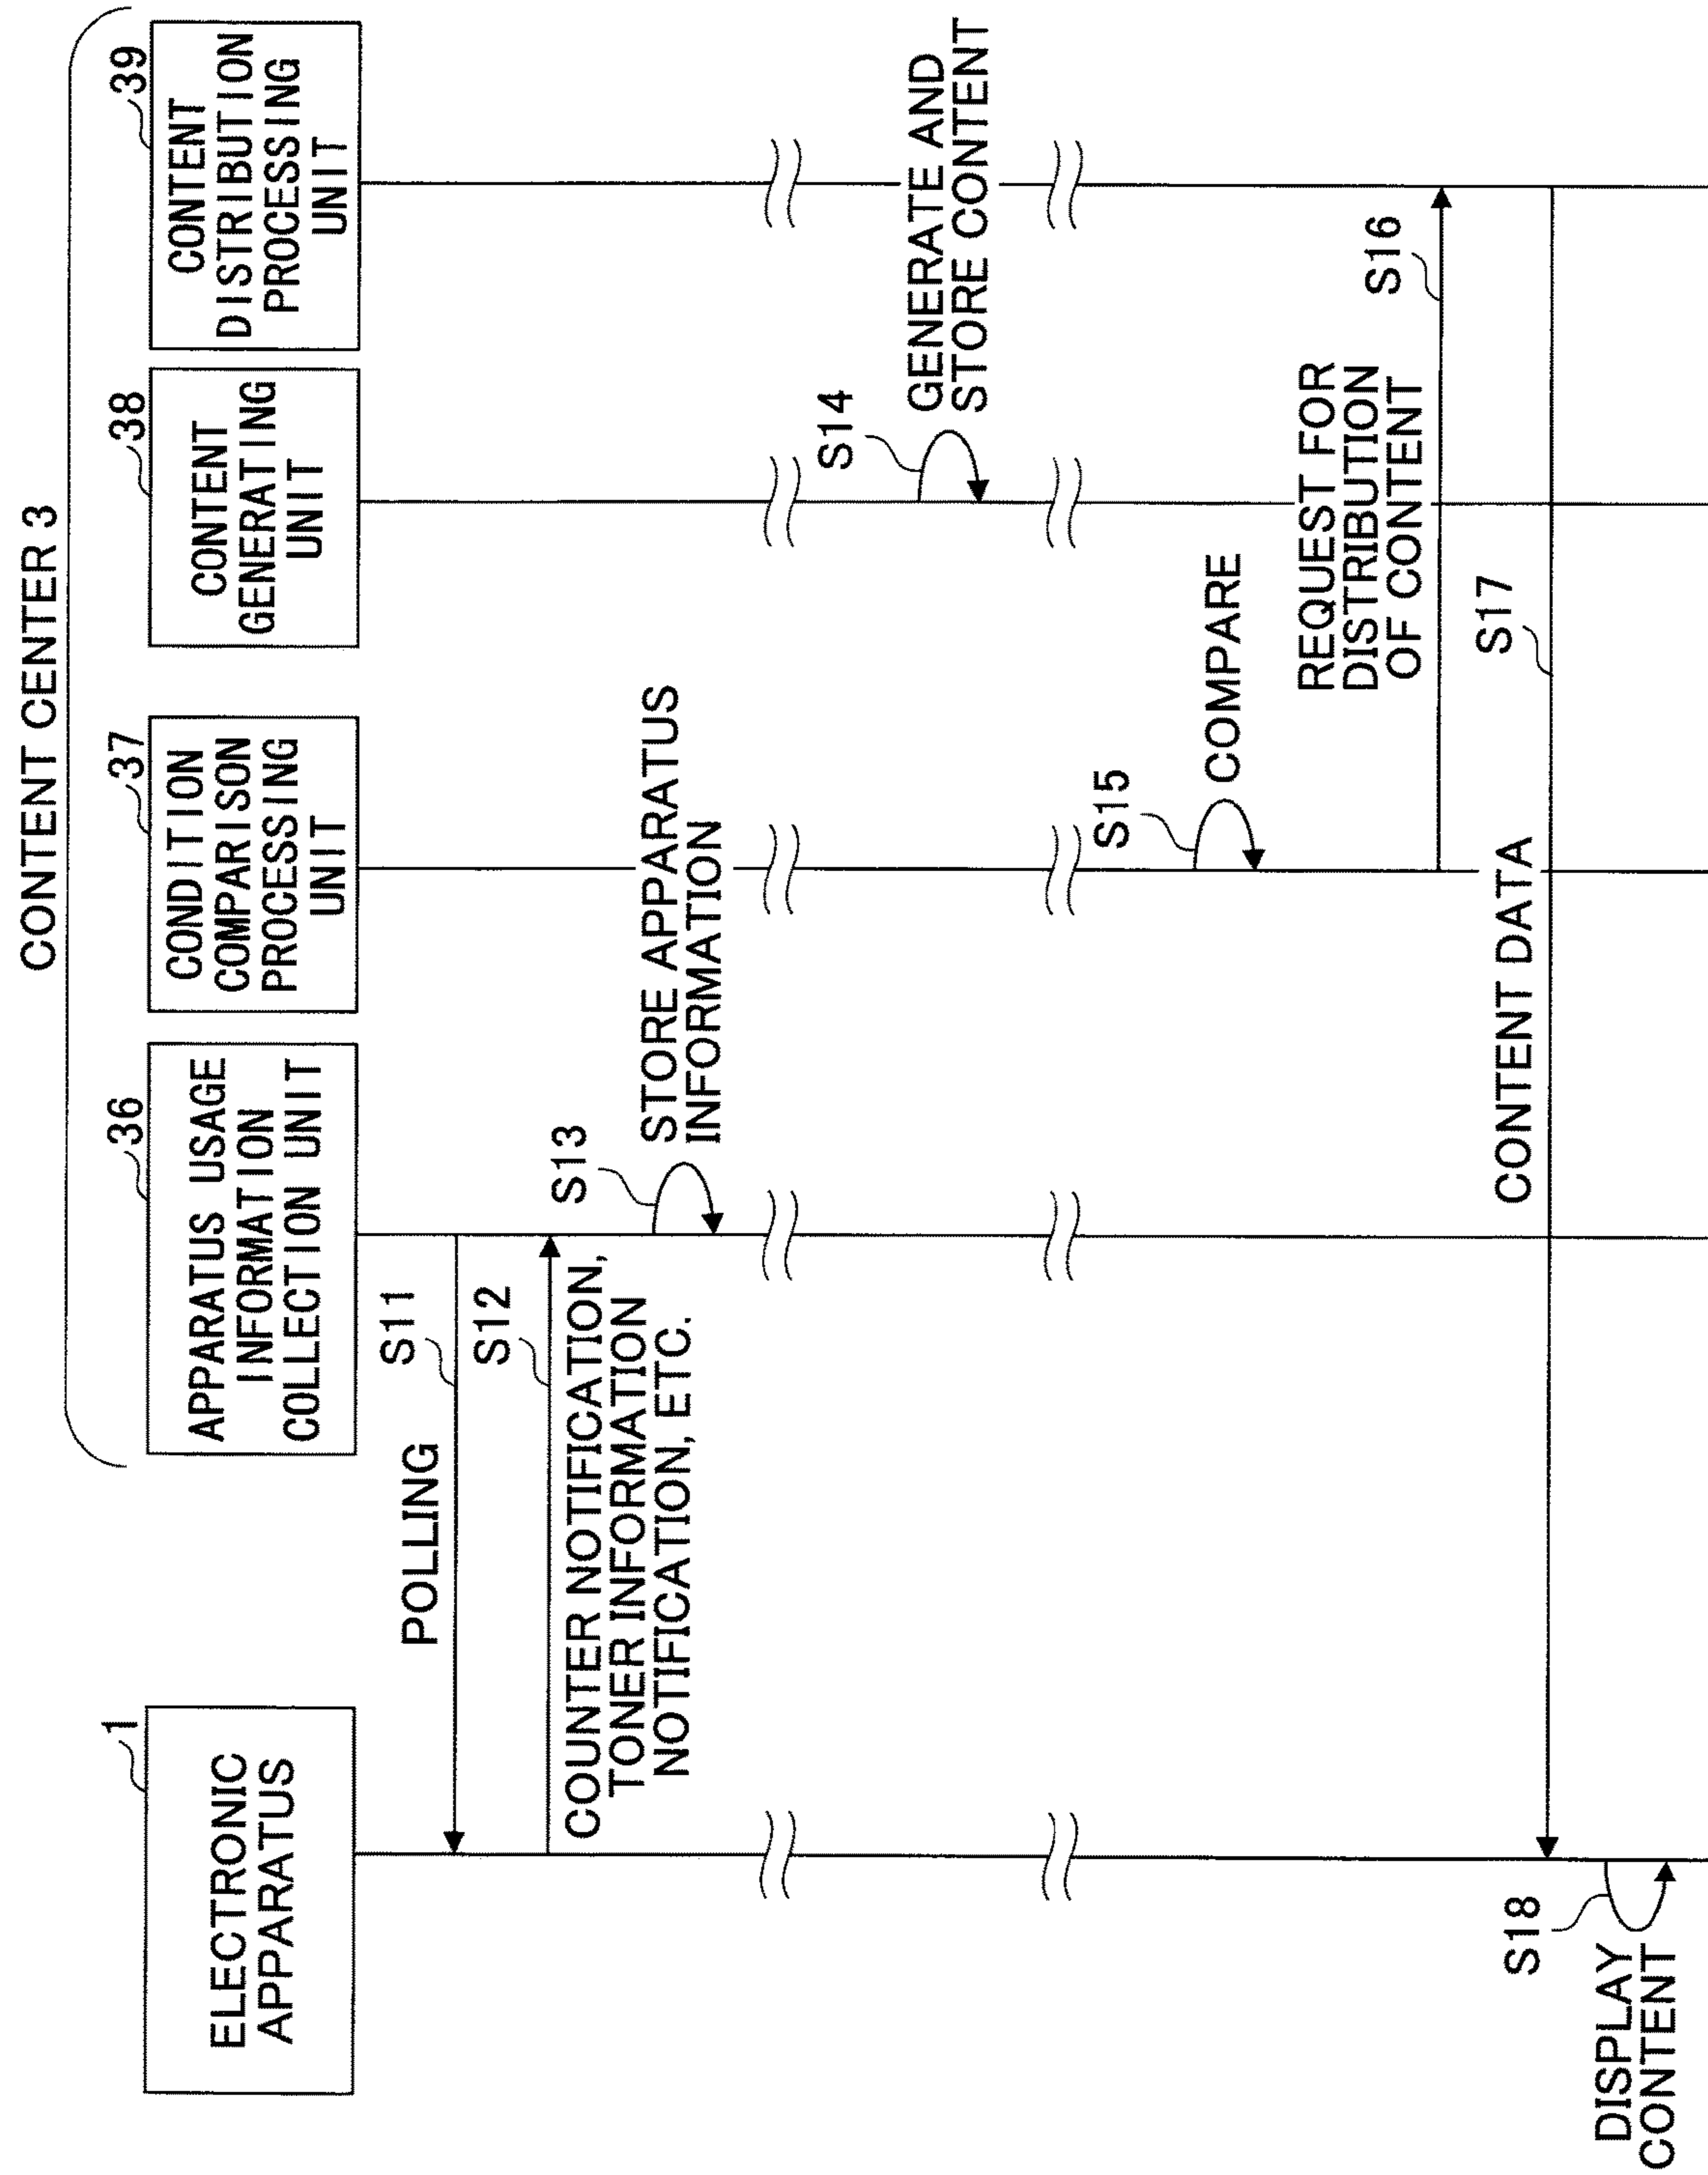 CONTENT CENTER 3
1
ELECTRONIC
APPARATUS
36
APPARATUS USAGE
INFORMATION
COLLECTION UNIT
37
CONDITION
COMPARISON
PROCESSING
UNIT
38
CONTENT
GENERATING
UNIT
39
CONTENT
DISTRIBUTION
PROCESSING
UNIT
POLLING
S11
S12
COUNTER NOTIFICATION,
TONER INFORMATION
NOTIFICATION, ETC.
S13
STORE APPARATUS
INFORMATION
S14
GENERATE AND
STORE CONTENT
S15
COMPARE
REQUEST FOR
DISTRIBUTION
OF CONTENT
S16
CONTENT DATA
S17
S18
DISPLAY
CONTENT